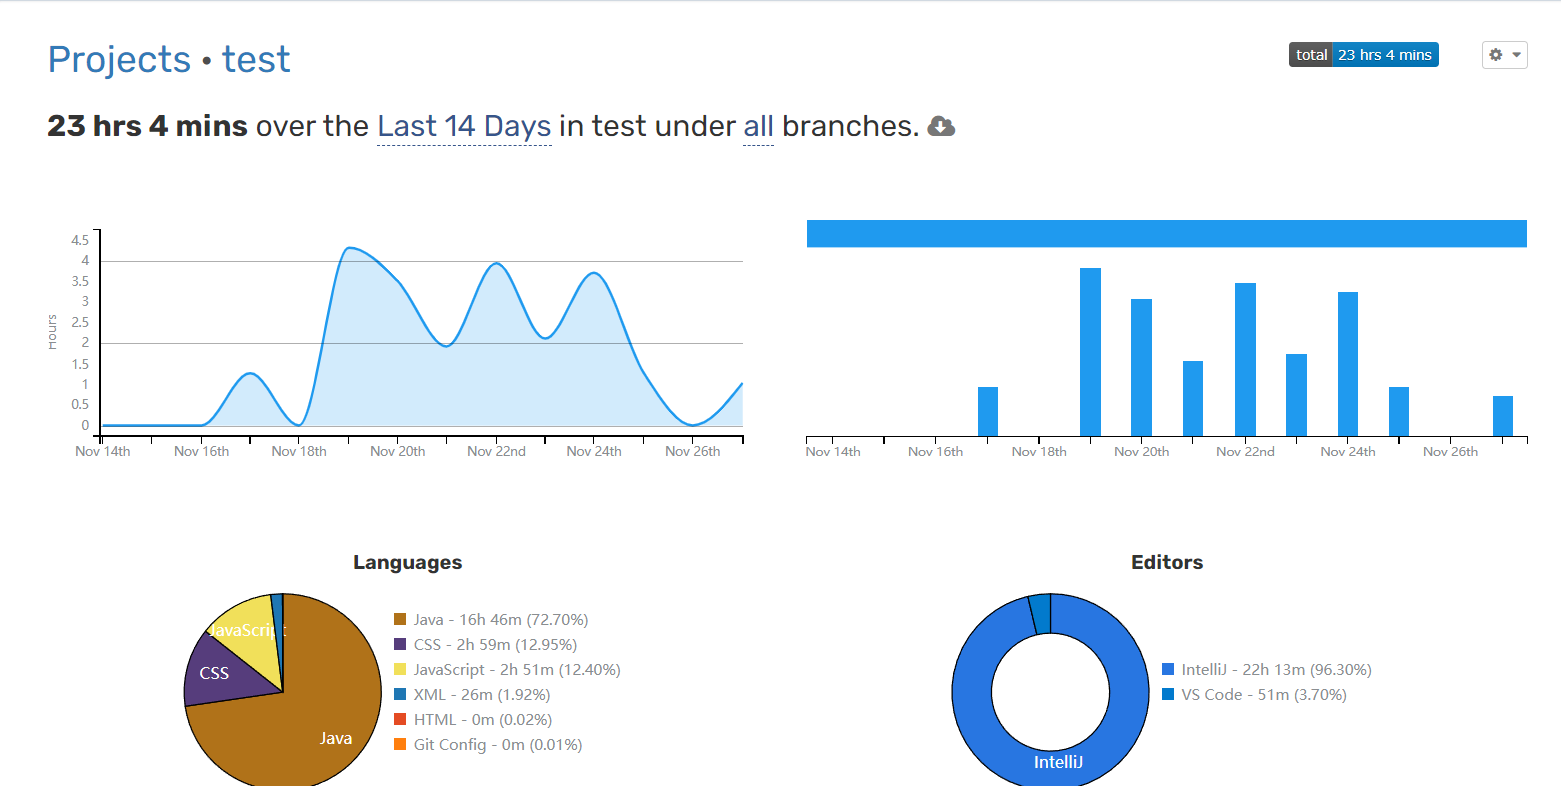 Projects • test
total 23 hrs 4 mins
23 hrs 4 mins over the Last 14 Days in test under all branches.
Hours
4.5
4
3.5
3
2.5
2
1.5
1
0.5
0
Nov 14th Nov 16th Nov 18th Nov 20th Nov 22nd Nov 24th Nov 26th
Nov 14th Nov 16th Nov 18th Nov 20th Nov 22nd Nov 24th Nov 26th
Languages
JavaScript
CSS
Java
Java - 16h 46m (72.70%)
CSS - 2h 59m (12.95%)
JavaScript - 2h 51m (12.40%)
XML - 26m (1.92%)
HTML - 0m (0.02%)
Git Config - 0m (0.01%)
Editors
IntelliJ
IntelliJ - 22h 13m (96.30%)
VS Code - 51m (3.70%)